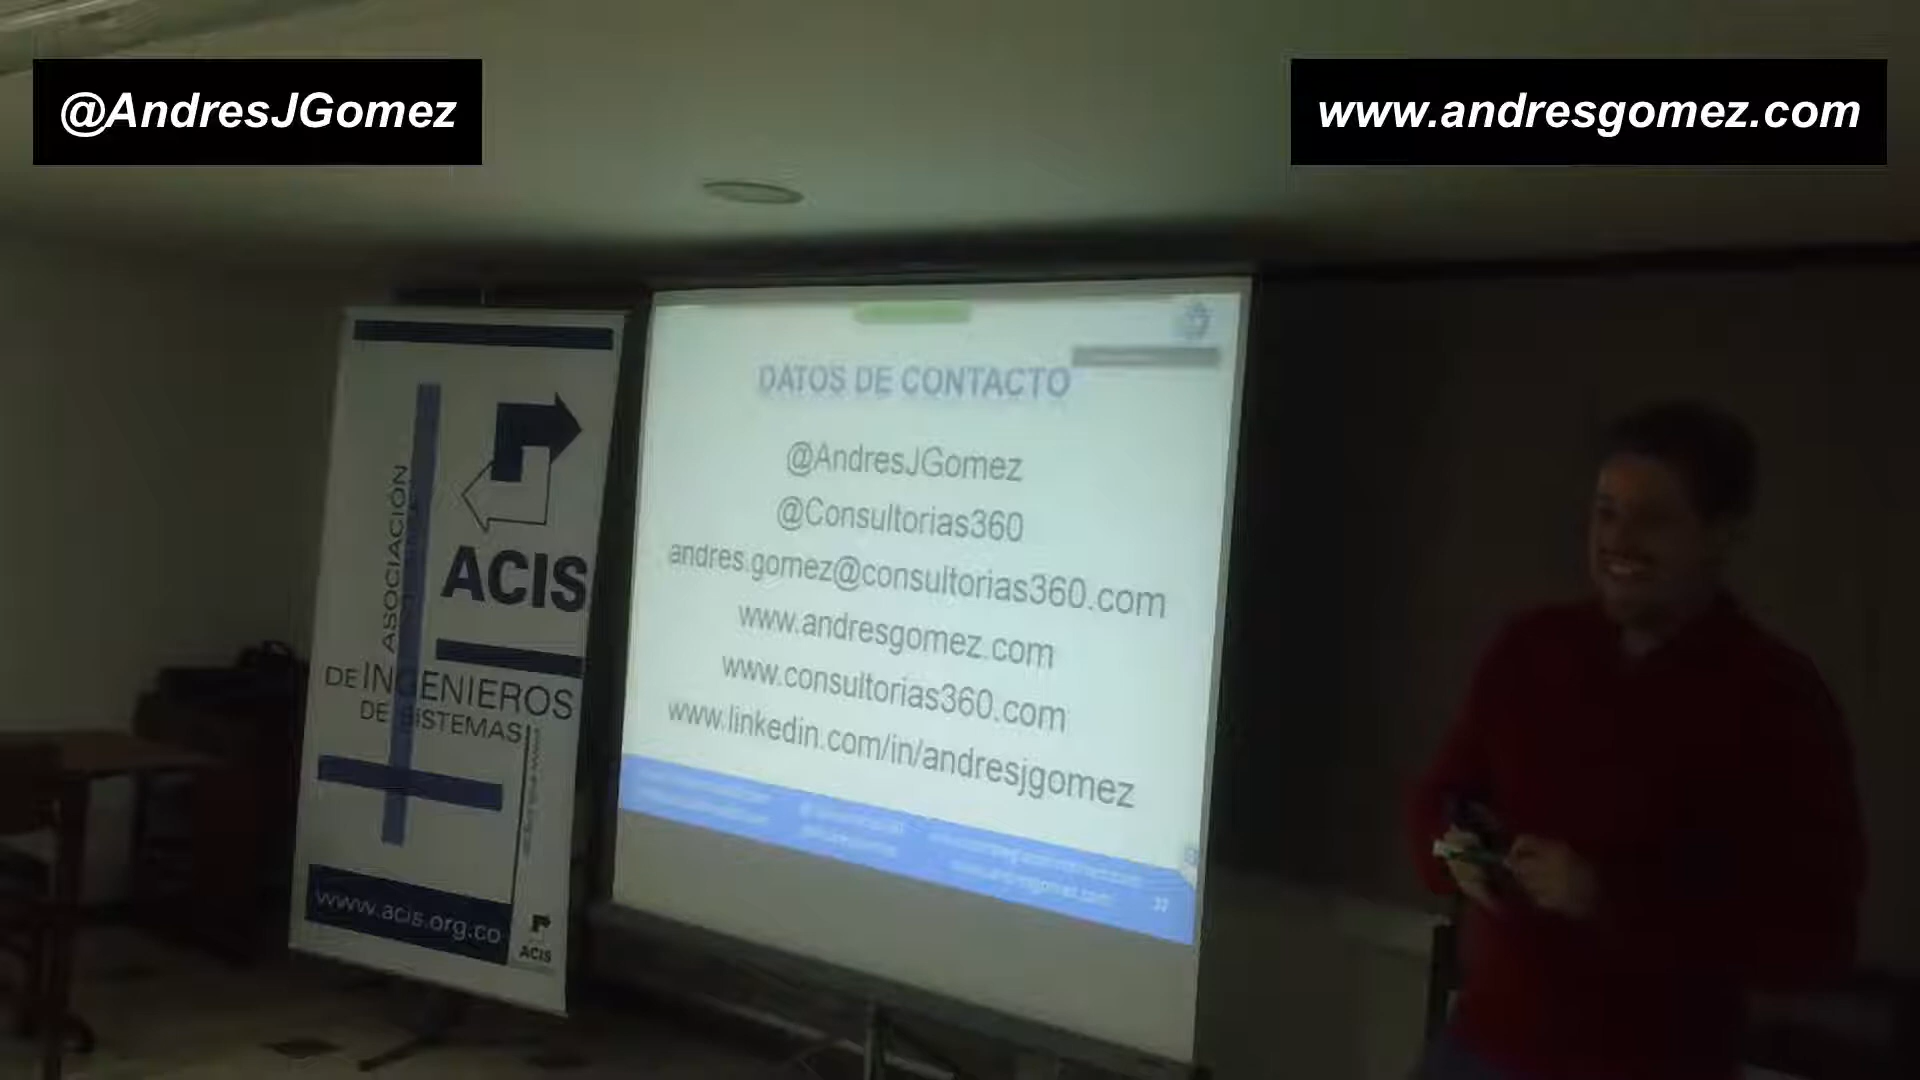 @AndresJGomez
www.andresgomez.com
ASOCIACIÓN
ACIS
DE INGENIEROS
DE SISTEMAS
www.acis.org.co
ACIS
DATOS DE CONTACTO
@AndresJGomez
@Consultorias360
andres.gomez@consultorias360.com
www.andresgomez.com
www.consultorias360.com
www.linkedin.com/in/andresjgomez